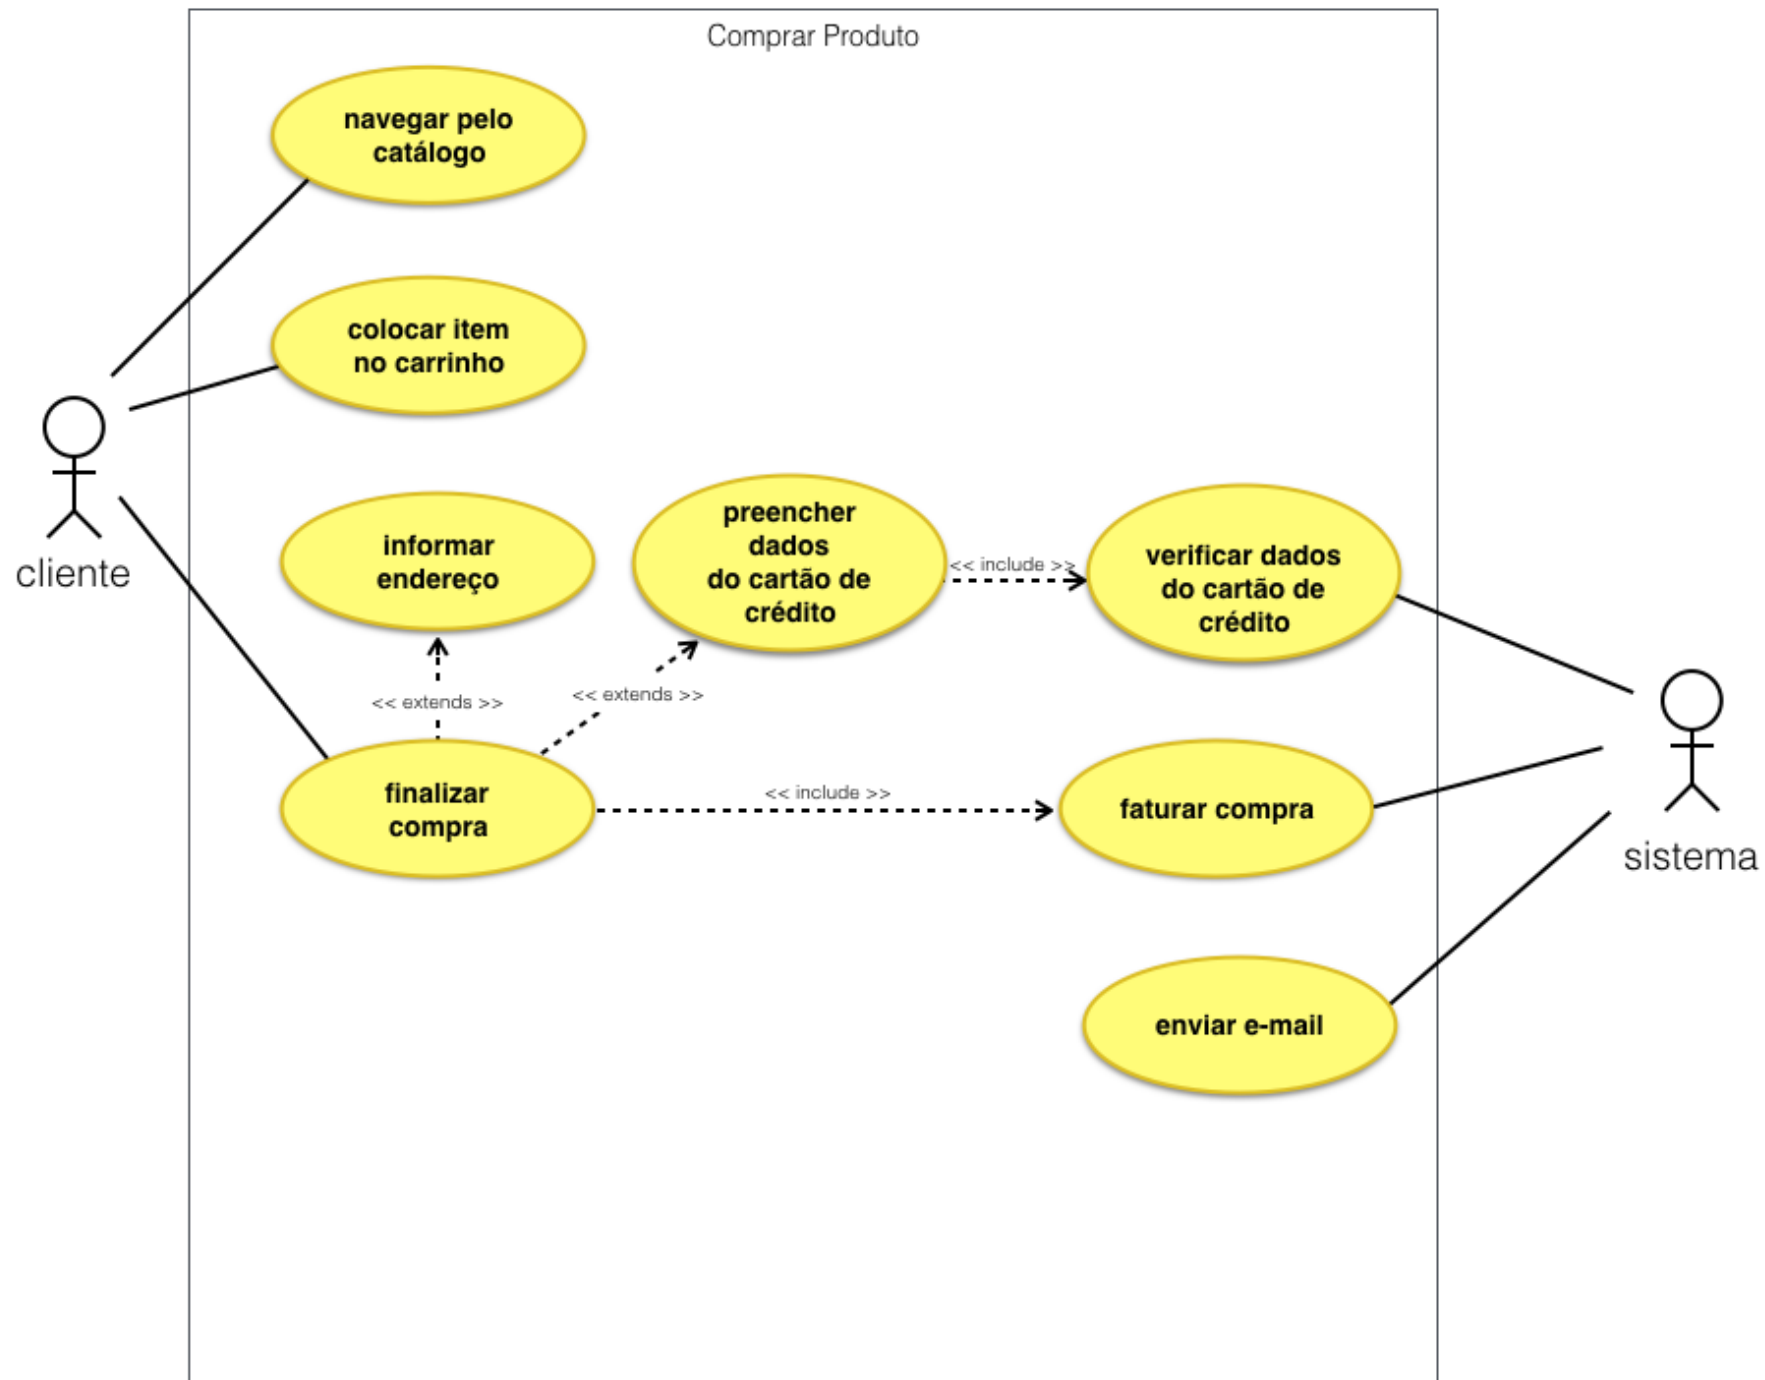 Comprar Produto
navegar pelo
catálogo
colocar item
no carrinho
cliente
informar
endereço
preencher
dados
do cartão de
crédito
<< include >>
verificar dados
do cartão de
crédito
<< extends >>
<< extends >>
finalizar
compra
<< include >>
faturar compra
sistema
enviar e-mail